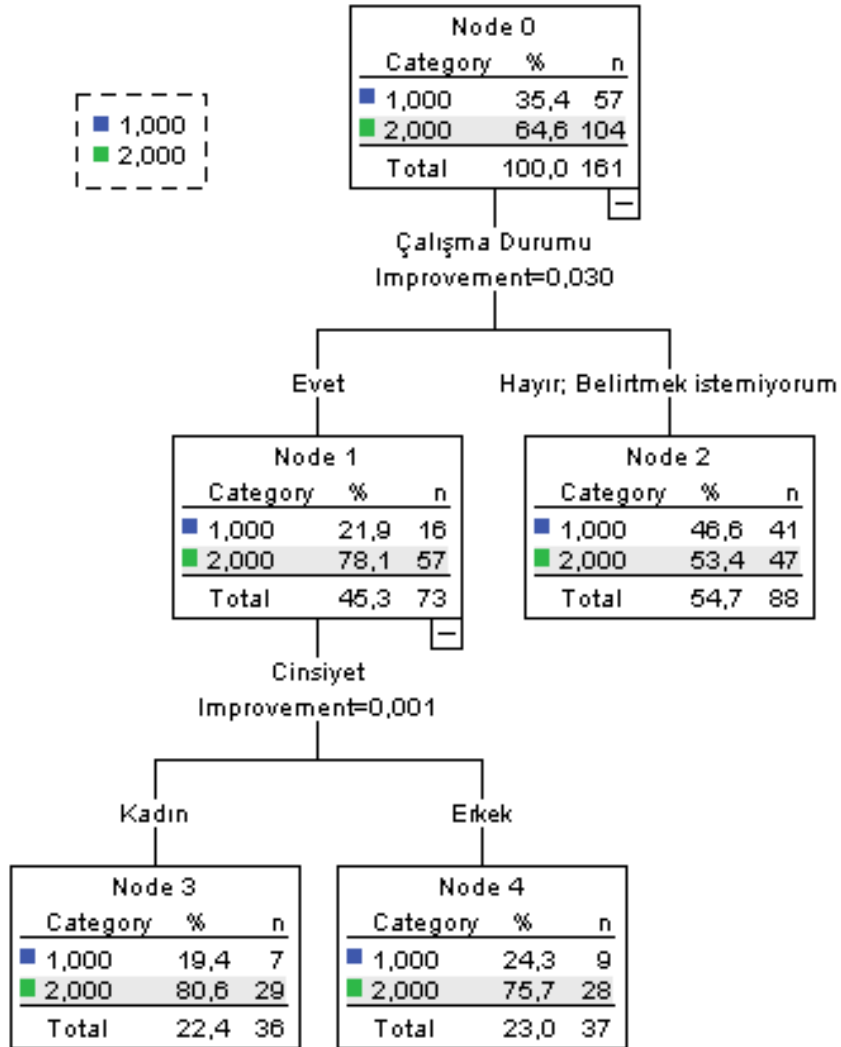 Node 0
Category % n
1,000 35,4 57
2,000 64,6 104
Total 100,0 161
1,000
2,000
Çalışma Durumu
Improvement=0,030
Evet
Hayır; Belirtmek istemiyorum
Node 1
Category % n
1,000 21,9 16
2,000 78,1 57
Total 45,3 73
Node 2
Category % n
1,000 46,6 41
2,000 53,4 47
Total 54,7 88
Cinsiyet
Improvement=0,001
Kadın
Erkek
Node 3
Category % n
1,000 19,4 7
2,000 80,6 29
Total 22,4 36
Node 4
Category % n
1,000 24,3 9
2,000 75,7 28
Total 23,0 37